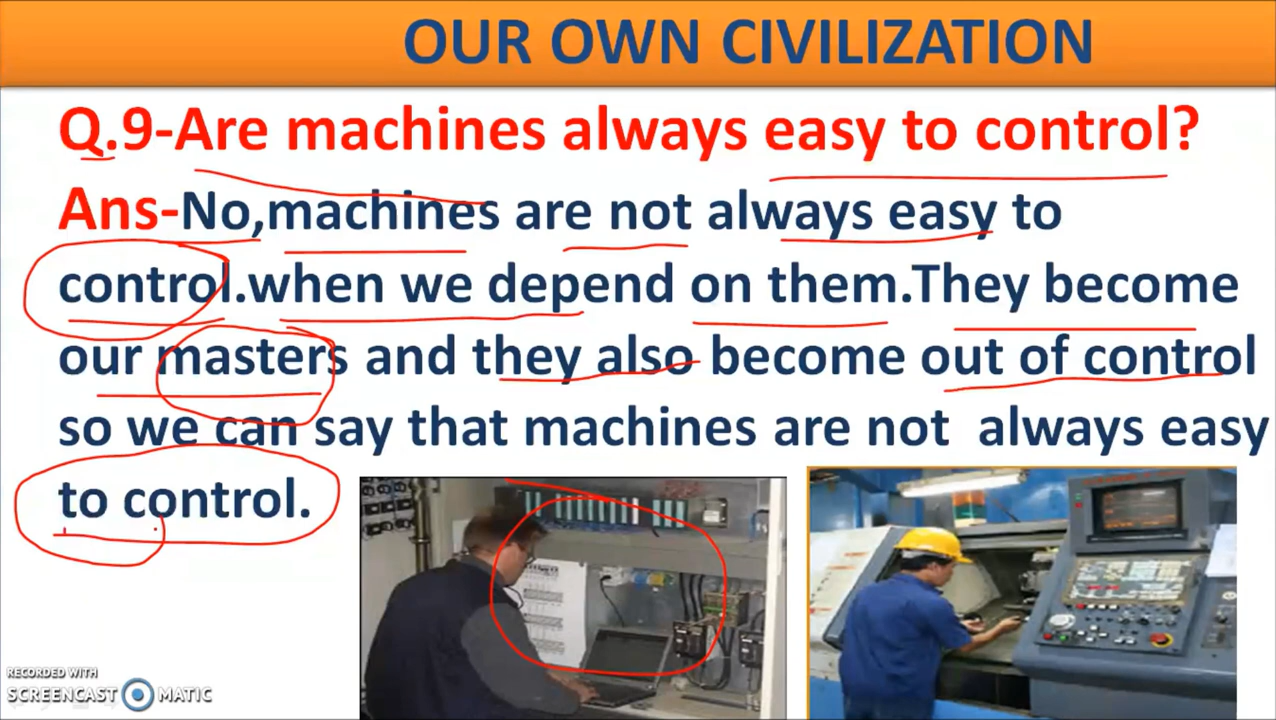 OUR OWN CIVILIZATION
Q.9-Are machines always easy to control?
Ans-No,machines are not always easy to
control.when we depend on them.They become
our masters and they also become out of control
so we can say that machines are not always easy
to control.
RECORDED WITH
SCREENCAST MATIC